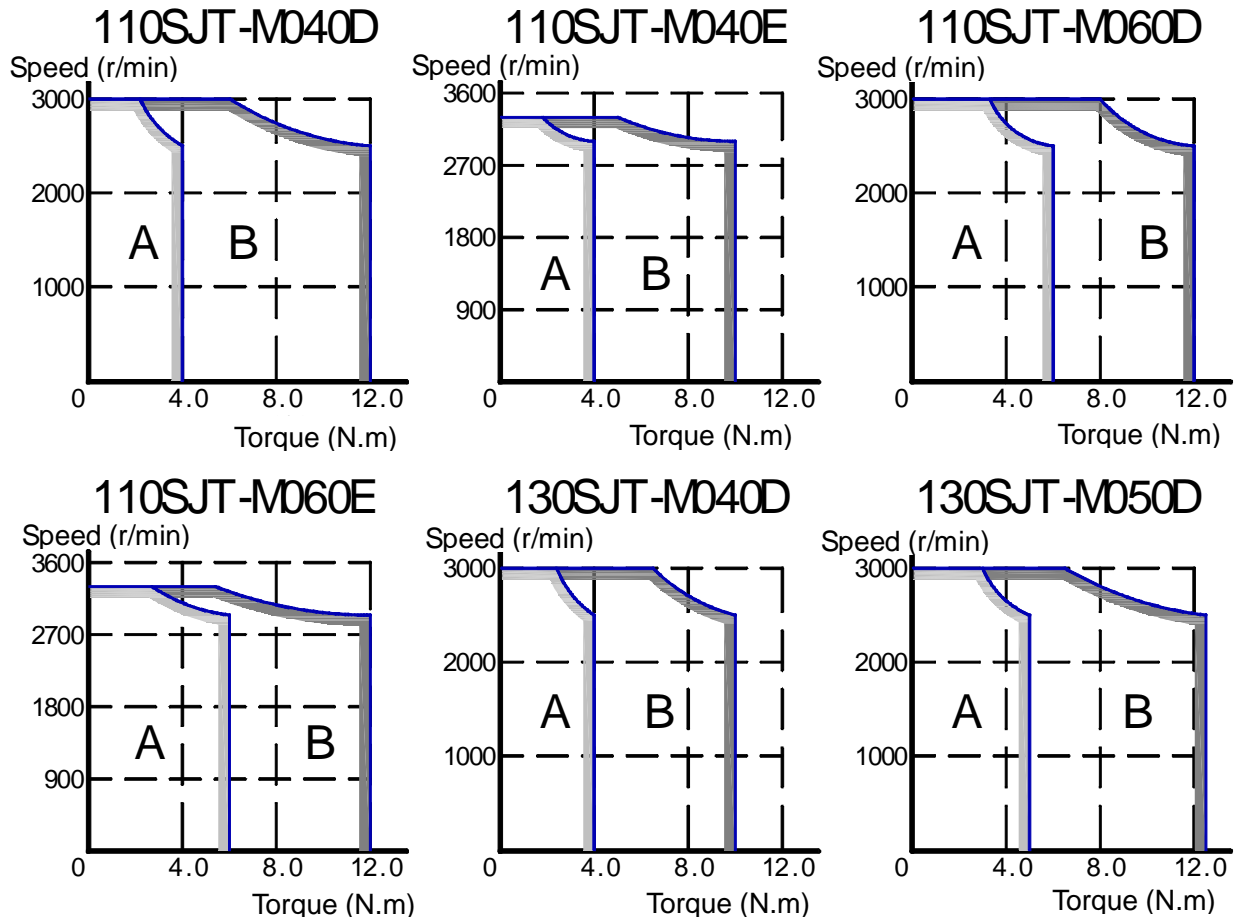 110SJT-M040D
Speed (r/min)
3000
2000
1000
0
A
B
4.0 8.0 12.0
Torque (N.m)
110SJT-M040E
Speed (r/min)
3600
2700
1800
900
0
A
B
4.0 8.0 12.0
Torque (N.m)
110SJT-M060D
Speed (r/min)
3000
2000
1000
0
A
B
4.0 8.0 12.0
Torque (N.m)
110SJT-M060E
Speed (r/min)
3600
2700
1800
900
0
A
B
4.0 8.0 12.0
Torque (N.m)
130SJT-M040D
Speed (r/min)
3000
2000
1000
0
A
B
4.0 8.0 12.0
Torque (N.m)
130SJT-M050D
Speed (r/min)
3000
2000
1000
0
A
B
4.0 8.0 12.0
Torque (N.m)